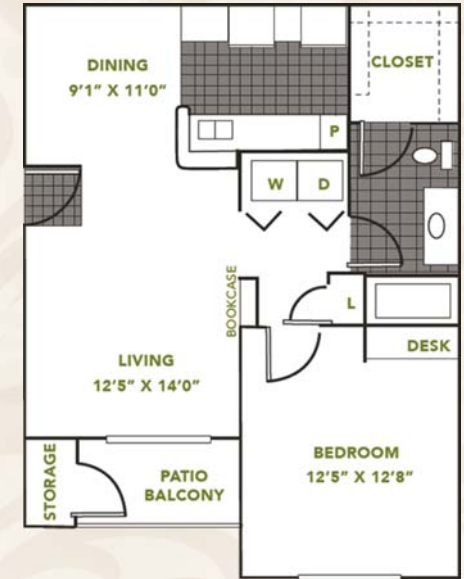 DINING
9'1" X 11'0"
CLOSET
P
W
D
BOOKCASE
L
DESK
LIVING
12'5" X 14'0"
STORAGE
PATIO
BALCONY
BEDROOM
12'5" X 12'8"